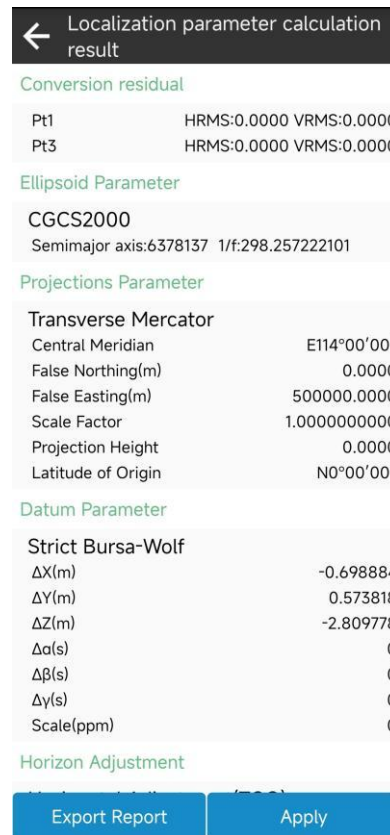 Localization parameter calculation
result
Conversion residual
Pt1 HRMS:0.0000 VRMS:0.0000
Pt3 HRMS:0.0000 VRMS:0.0000
Ellipsoid Parameter
CGCS2000
Semimajor axis:6378137 1/f:298.257222101
Projections Parameter
Transverse Mercator
Central Meridian E114°00′00
False Northing(m) 0.0000
False Easting(m) 500000.0000
Scale Factor 1.0000000000
Projection Height 0.0000
Latitude of Origin N0°00′00
Datum Parameter
Strict Bursa-Wolf
ΔX(m) -0.698884
ΔY(m) 0.573818
ΔZ(m) -2.809778
Δα(s) 0
Δβ(s) 0
Δγ(s) 0
Scale(ppm) 0
Horizon Adjustment
Export Report Apply